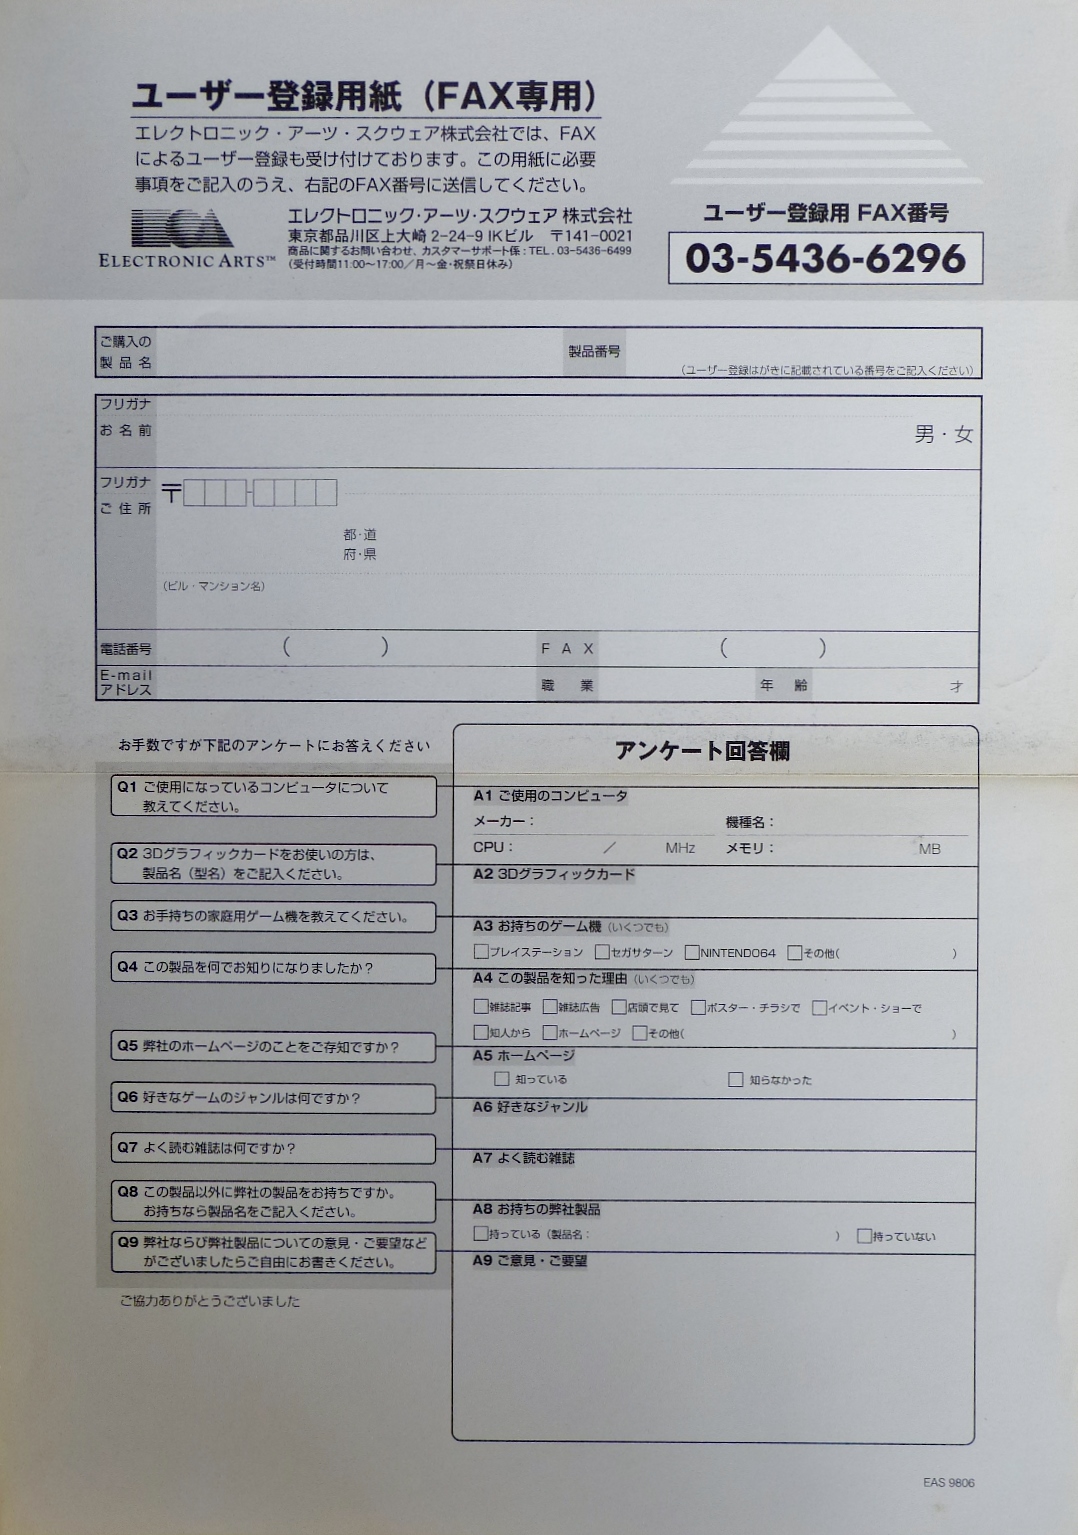 ユーザー登録用紙（FAX専用）
エレクトロニック・アーツ・スクウェア株式会社では、FAX
によるユーザー登録も受け付けております。この用紙に必要
事項をご記入のうえ、右記のFAX番号に送信してください。
ELECTRONIC ARTS™
エレクトロニック・アーツ・スクウェア 株式会社
東京都品川区上大崎 2-24-9 IKビル　〒141-0021
商品に関するお問い合わせ、カスタマーサポート係：TEL. 03-5436-6499
（受付時間11:00〜17:00／月〜金・祝祭日休み）
ユーザー登録用 FAX番号
03-5436-6296
ご購入の
製品名
製品番号
（ユーザー登録はがきに記載されている番号をご記入ください）
フリガナ
お名前
男・女
フリガナ
〒
ご住所
都・道
府・県
（ビル・マンション名）
電話番号 （　　　） FAX （　　　）
E-mail
アドレス
職業 年齢 才
お手数ですが下記のアンケートにお答えください
Q1 ご使用になっているコンピュータについて
教えてください。
Q2 3Dグラフィックカードをお使いの方は、
製品名（型名）をご記入ください。
Q3 お手持ちの家庭用ゲーム機を教えてください。
Q4 この製品を何でお知りになりましたか？
Q5 弊社のホームページのことをご存知ですか？
Q6 好きなゲームのジャンルは何ですか？
Q7 よく読む雑誌は何ですか？
Q8 この製品以外に弊社の製品をお持ちですか。
お持ちなら製品名をご記入ください。
Q9 弊社ならび弊社製品についての意見・ご要望など
がございましたらご自由にお書きください。
ご協力ありがとうございました
アンケート回答欄
A1 ご使用のコンピュータ
メーカー： 機種名：
CPU： ／ MHz メモリ： MB
A2 3Dグラフィックカード
A3 お持ちのゲーム機（いくつでも）
□プレイステーション □セガサターン □NINTENDO64 □その他( )
A4 この製品を知った理由（いくつでも）
□雑誌記事 □雑誌広告 □店頭で見て □ポスター・チラシで □イベント・ショーで
□知人から □ホームページ □その他( )
A5 ホームページ
□ 知っている □ 知らなかった
A6 好きなジャンル
A7 よく読む雑誌
A8 お持ちの弊社製品
□持っている（製品名： ） □持っていない
A9 ご意見・ご要望
EAS 9806